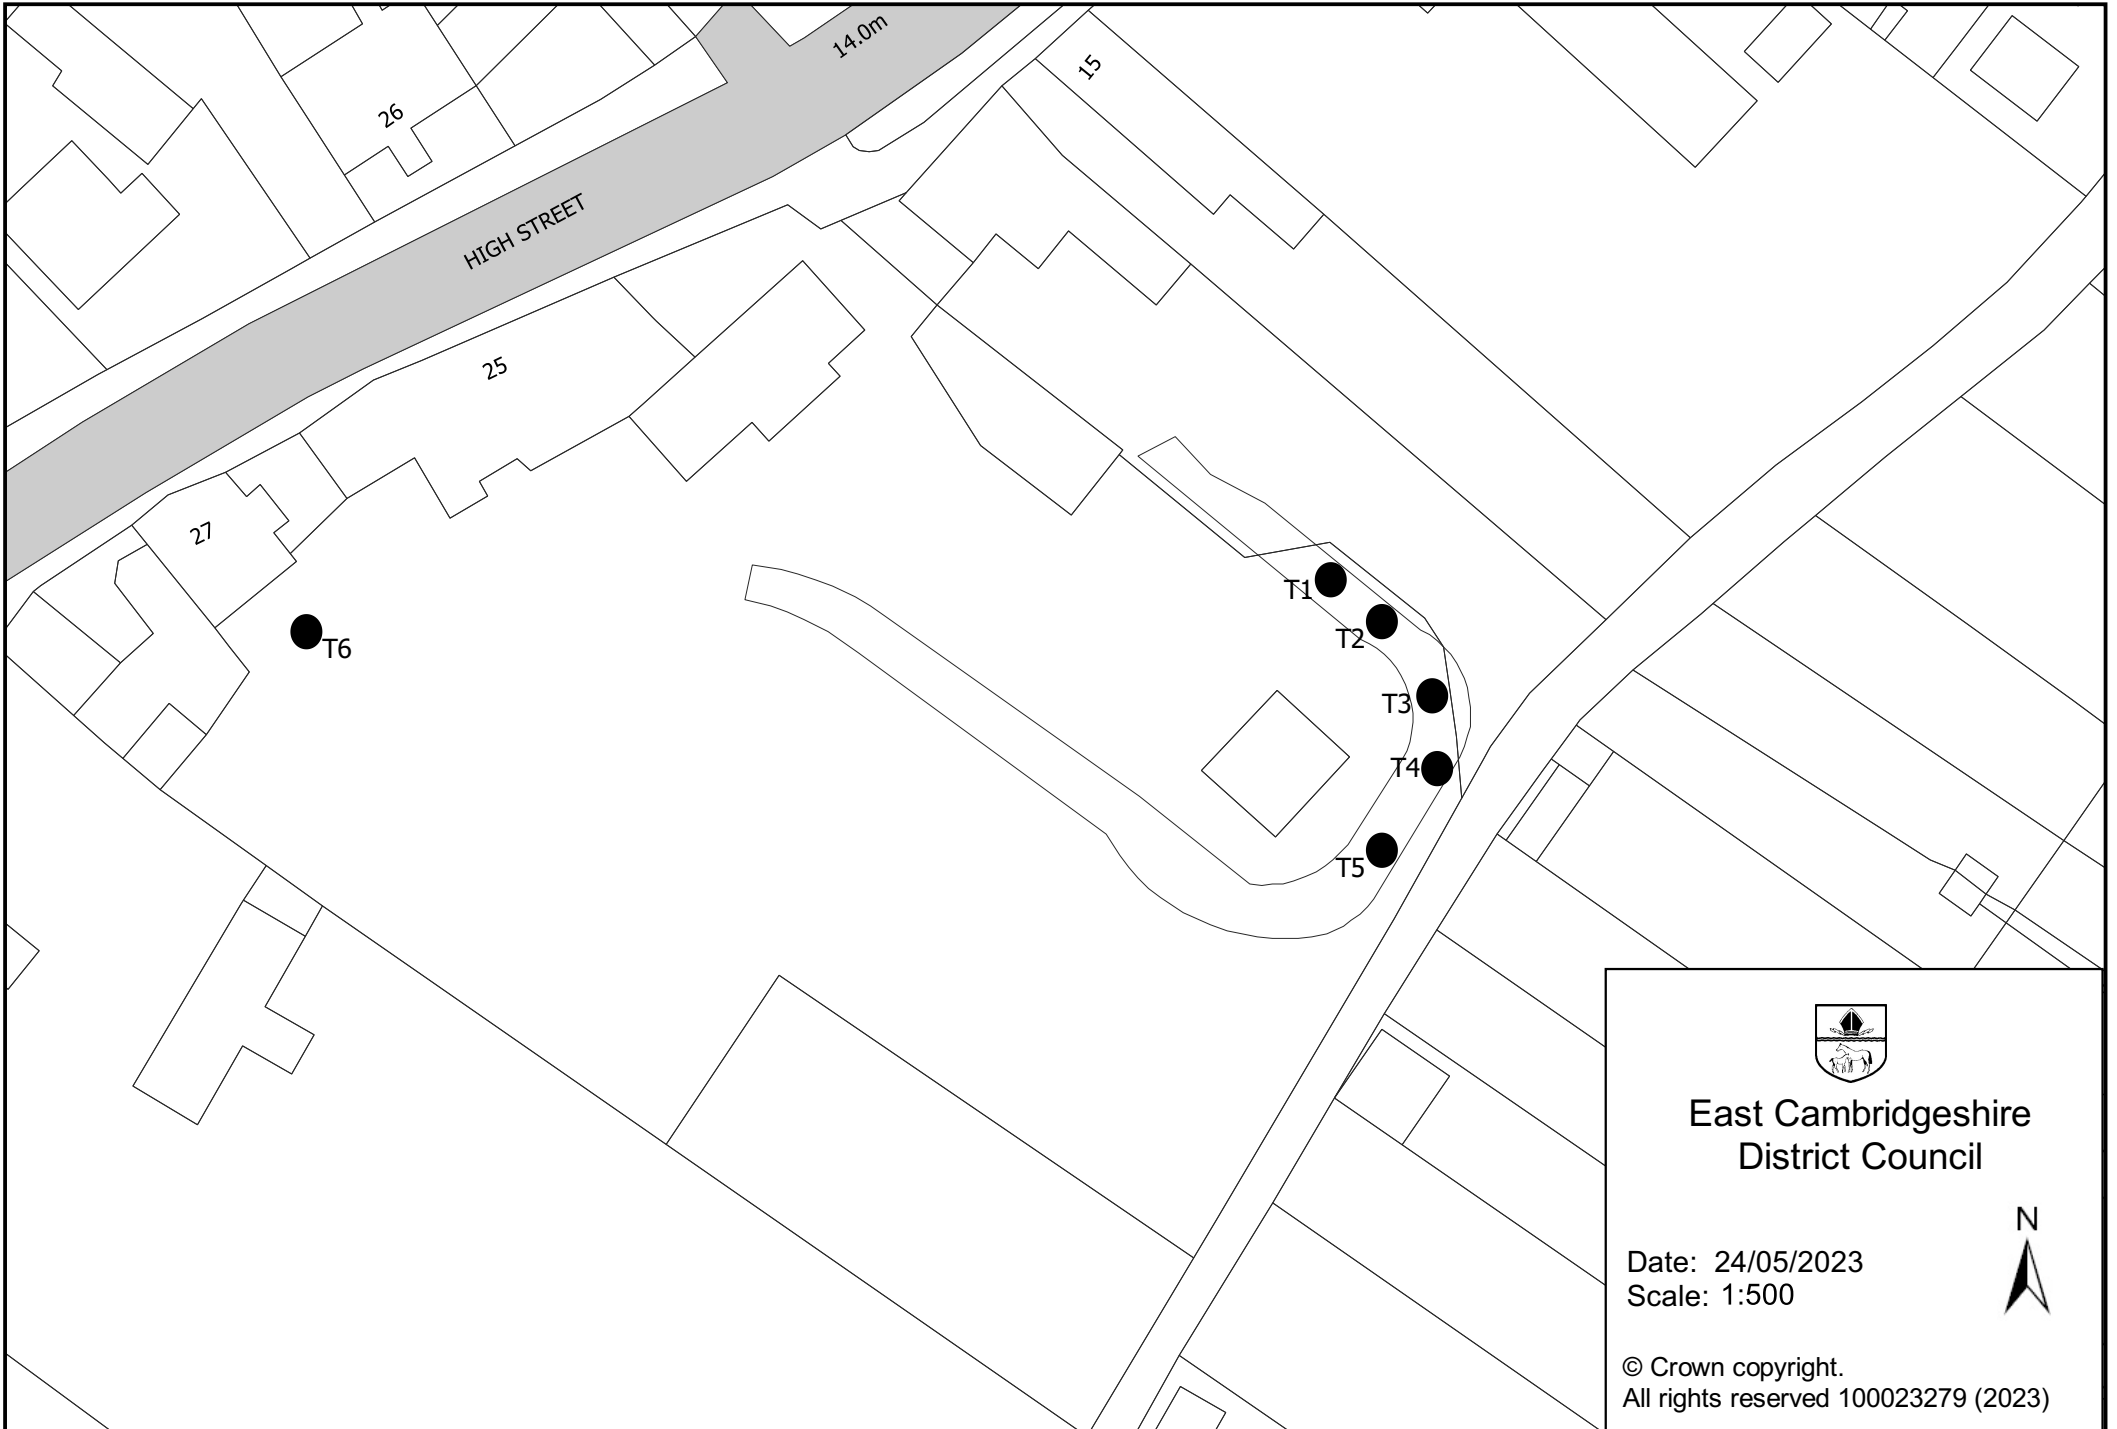 14.0m
15
26
HIGH STREET
25
27
T1
T2
T6
T3
T4
T5
East Cambridgeshire
District Council
N
Date: 24/05/2023
Scale: 1:500
© Crown copyright.
All rights reserved 100023279 (2023)